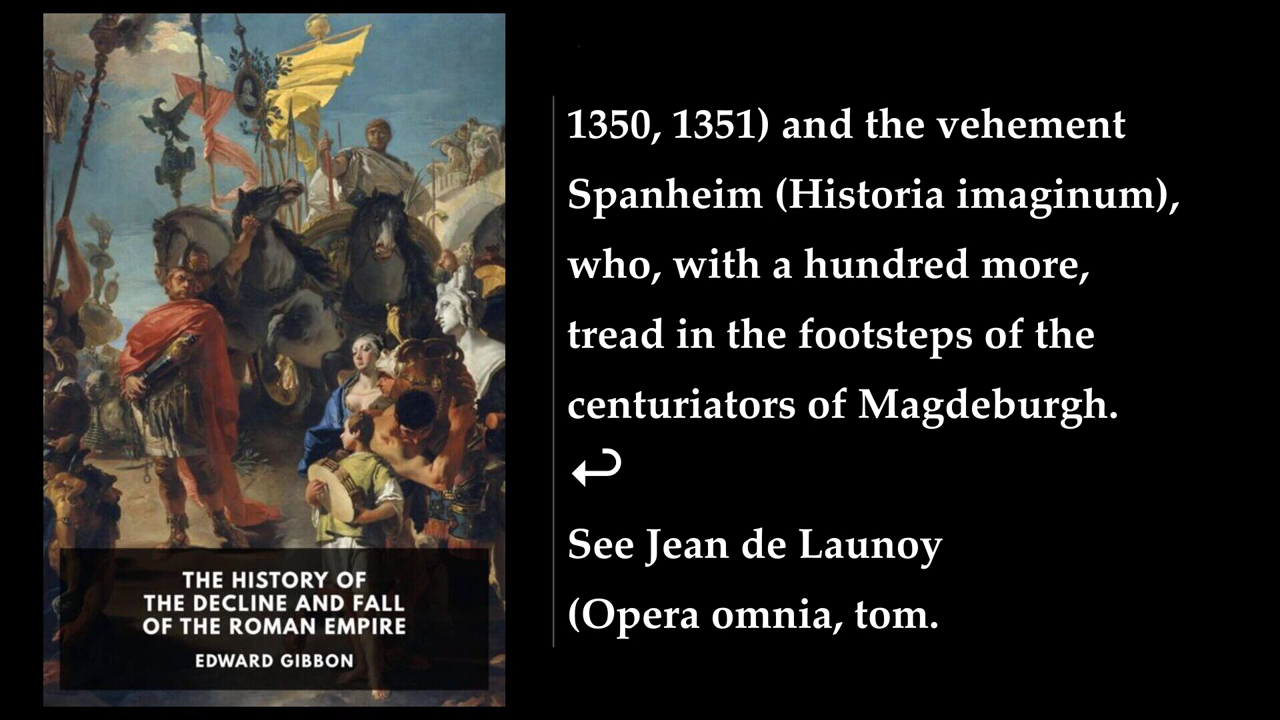 THE HISTORY OF
THE DECLINE AND FALL
OF THE ROMAN EMPIRE
EDWARD GIBBON
1350, 1351) and the vehement
Spanheim (Historia imaginum),
who, with a hundred more,
tread in the footsteps of the
centuriators of Magdeburgh.
↩
See Jean de Launoy
(Opera omnia, tom.